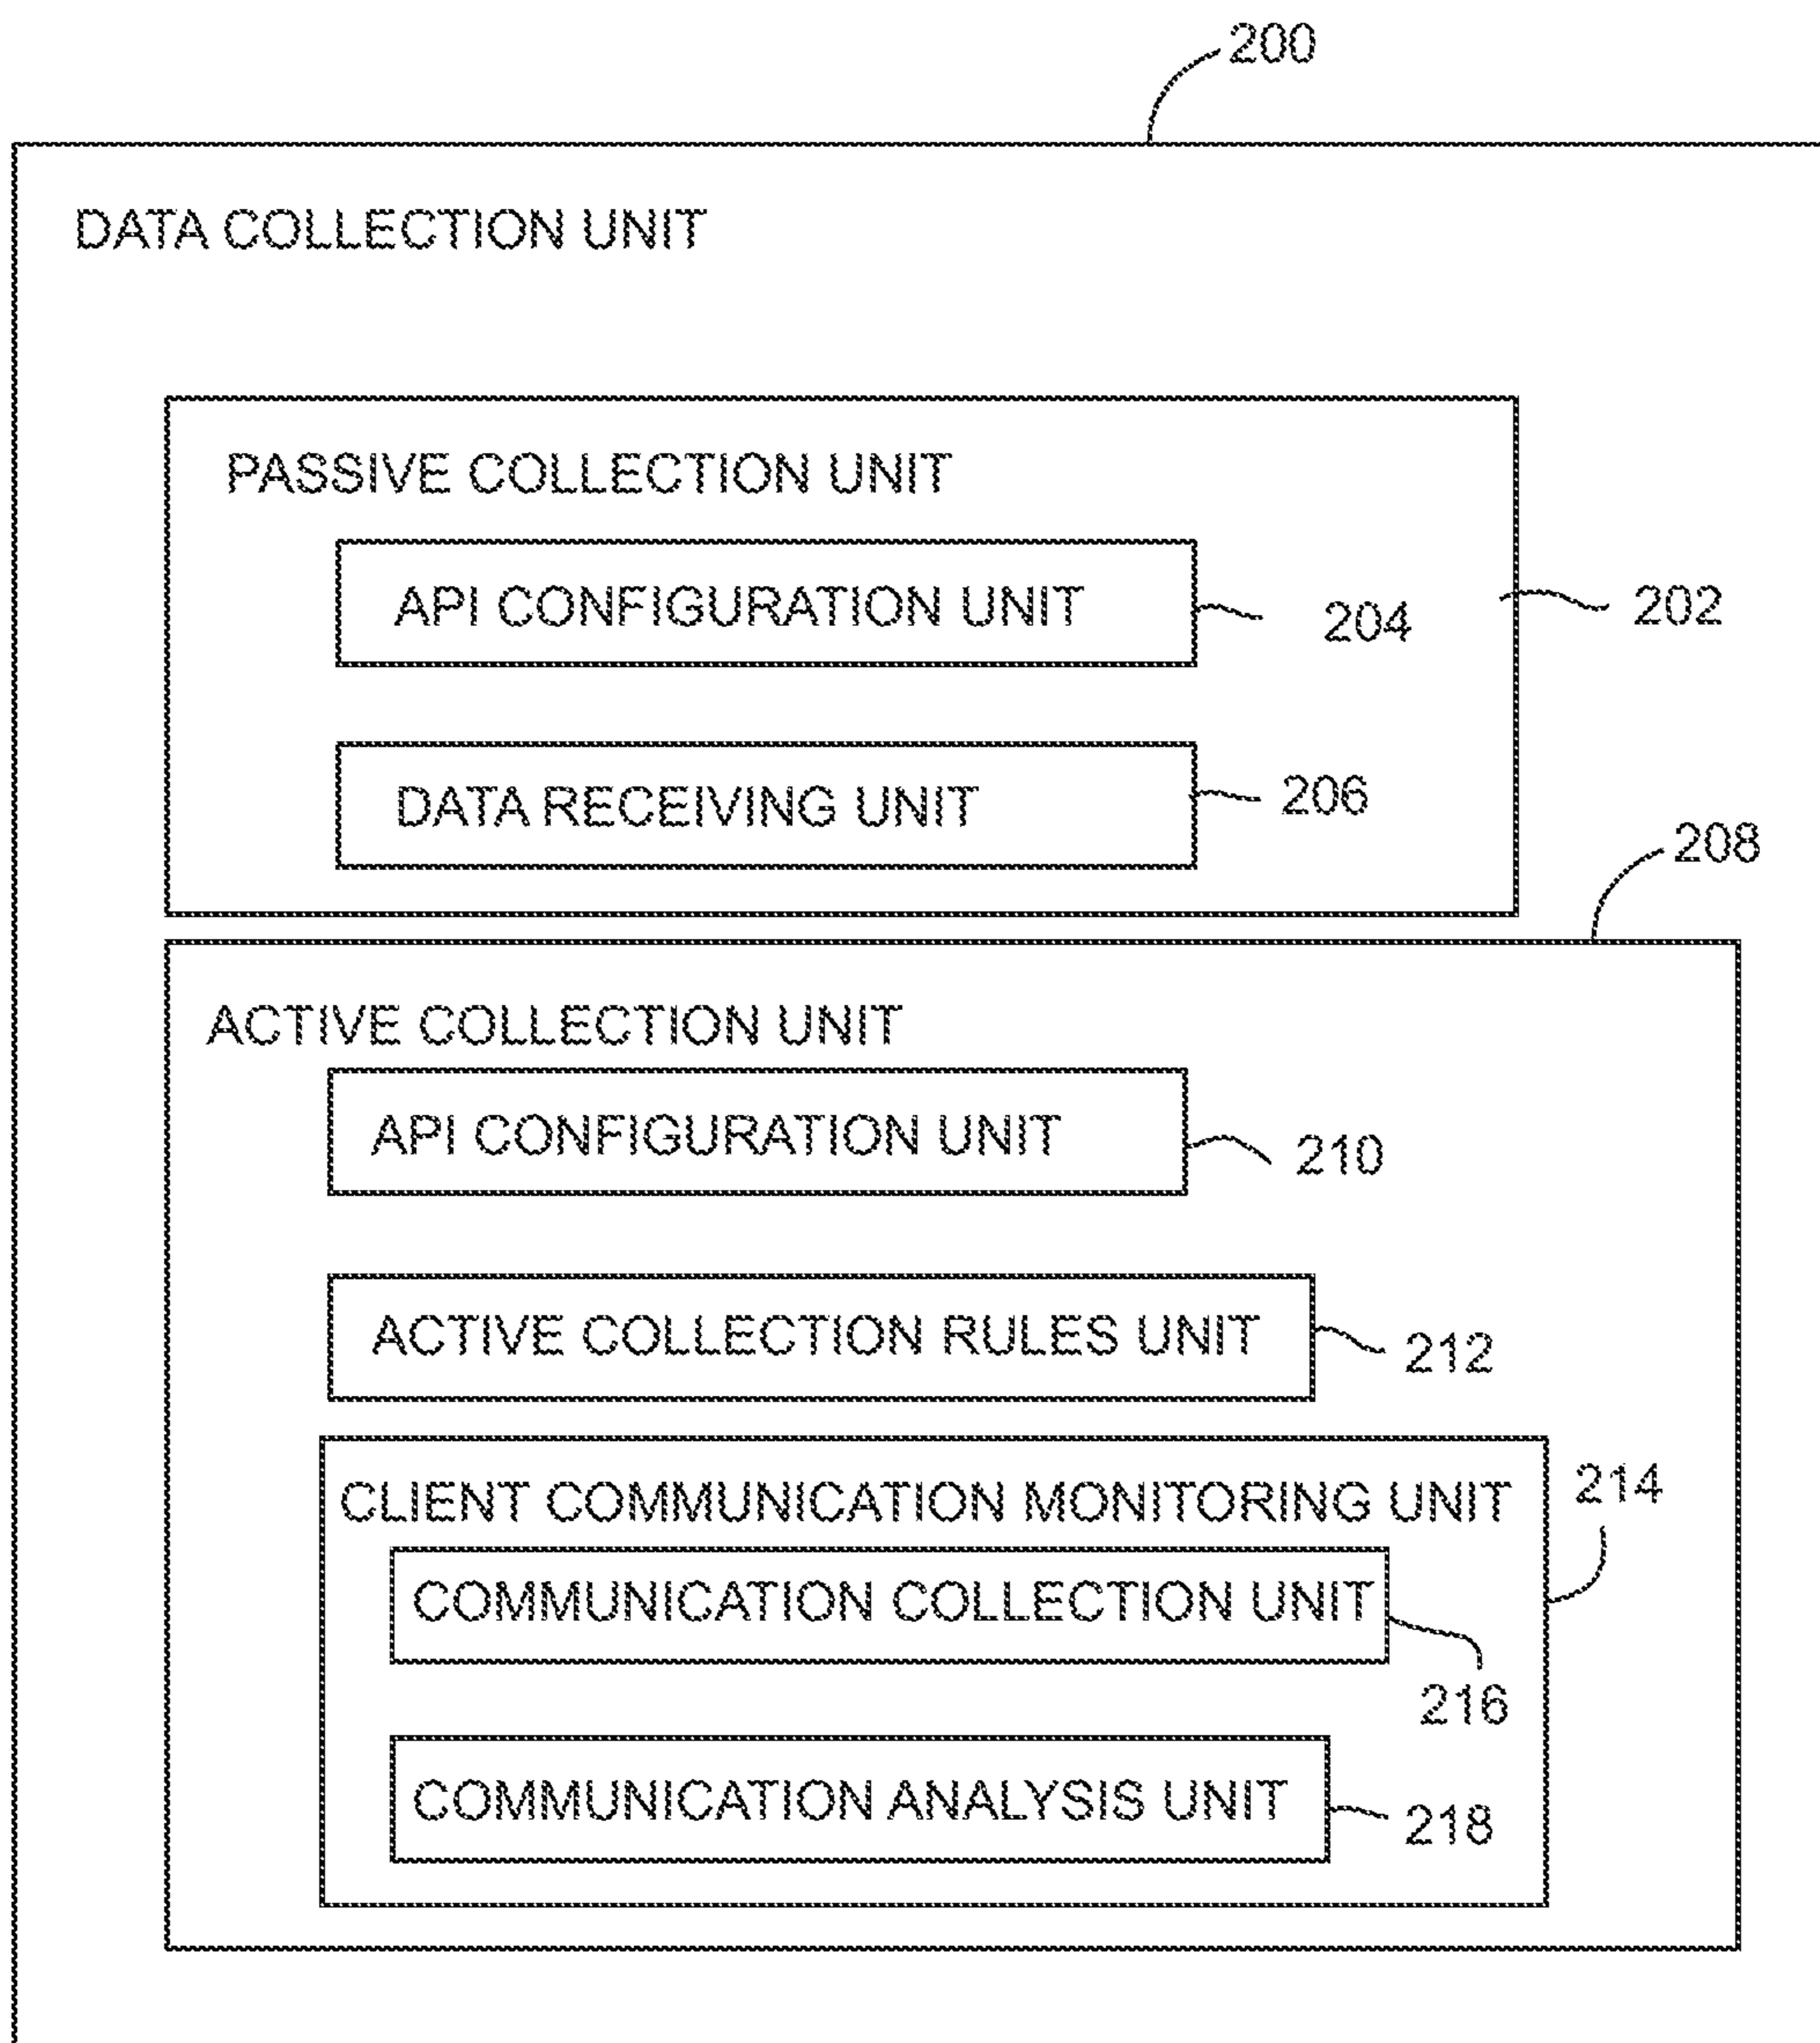 200
DATA COLLECTION UNIT
PASSIVE COLLECTION UNIT
API CONFIGURATION UNIT
204
202
DATA RECEIVING UNIT
206
208
ACTIVE COLLECTION UNIT
API CONFIGURATION UNIT
210
ACTIVE COLLECTION RULES UNIT
212
CLIENT COMMUNICATION MONITORING UNIT
214
COMMUNICATION COLLECTION UNIT
216
COMMUNICATION ANALYSIS UNIT
218